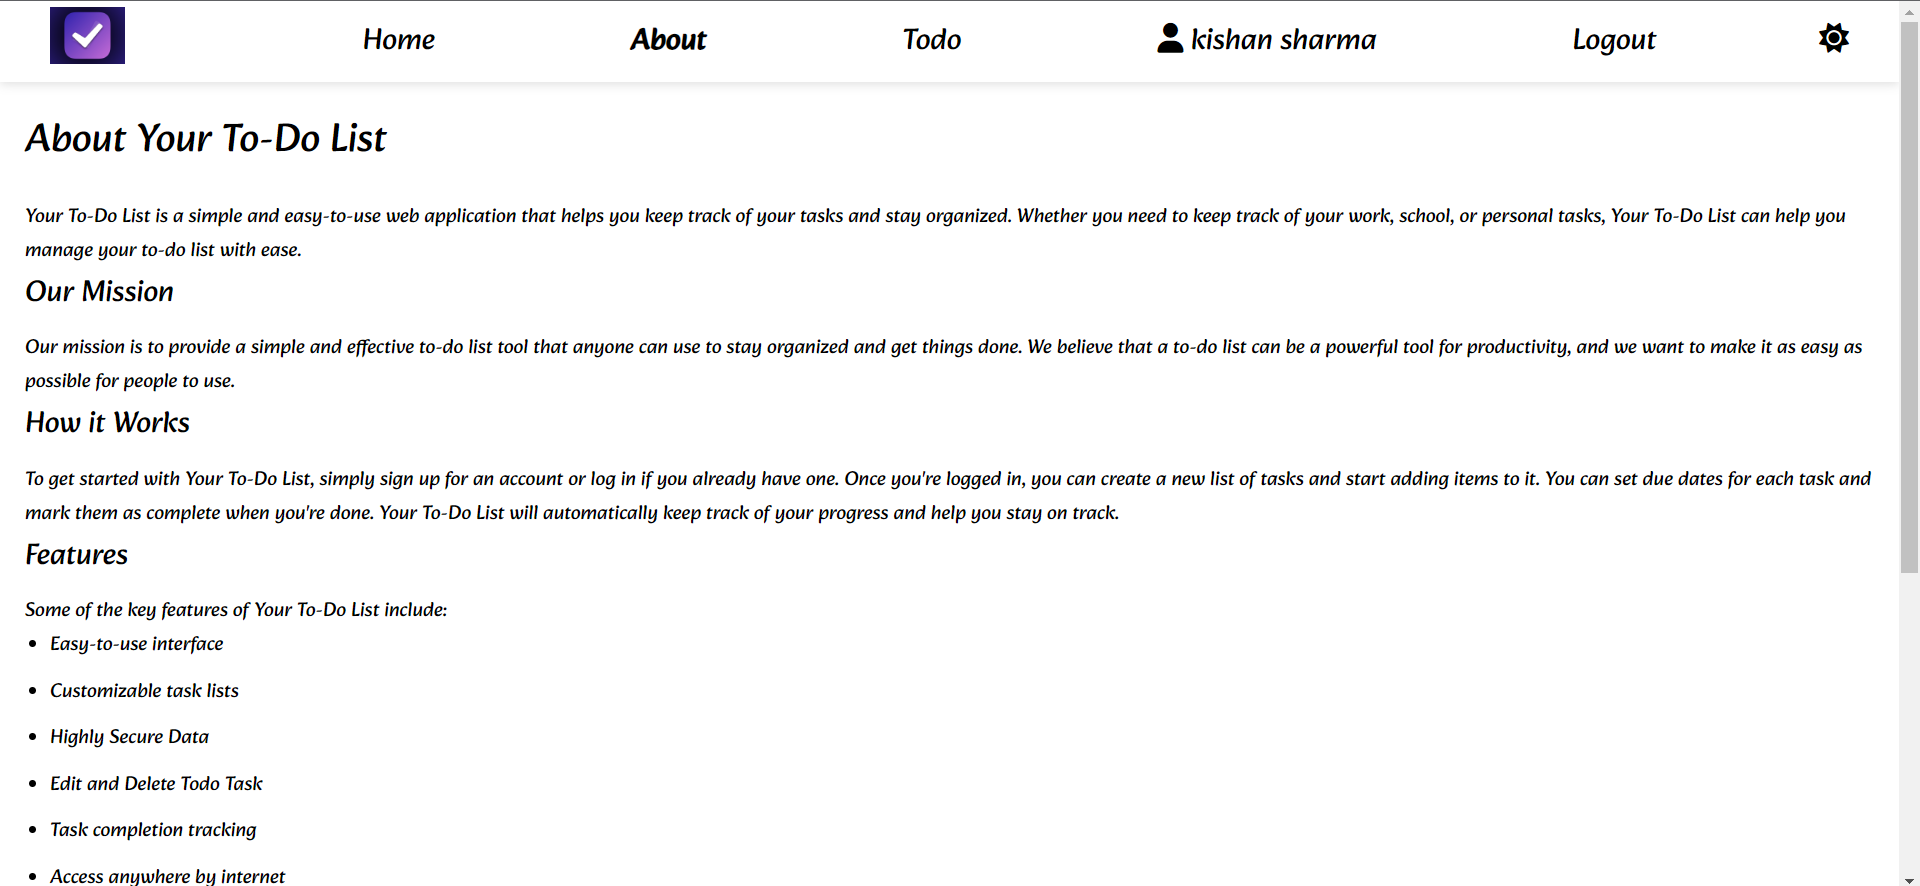 Home About Todo kishan sharma Logout
About Your To-Do List
Your To-Do List is a simple and easy-to-use web application that helps you keep track of your tasks and stay organized. Whether you need to keep track of your work, school, or personal tasks, Your To-Do List can help you
manage your to-do list with ease.
Our Mission
Our mission is to provide a simple and effective to-do list tool that anyone can use to stay organized and get things done. We believe that a to-do list can be a powerful tool for productivity, and we want to make it as easy as
possible for people to use.
How it Works
To get started with Your To-Do List, simply sign up for an account or log in if you already have one. Once you're logged in, you can create a new list of tasks and start adding items to it. You can set due dates for each task and
mark them as complete when you're done. Your To-Do List will automatically keep track of your progress and help you stay on track.
Features
Some of the key features of Your To-Do List include:
• Easy-to-use interface
• Customizable task lists
• Highly Secure Data
• Edit and Delete Todo Task
• Task completion tracking
• Access anywhere by internet